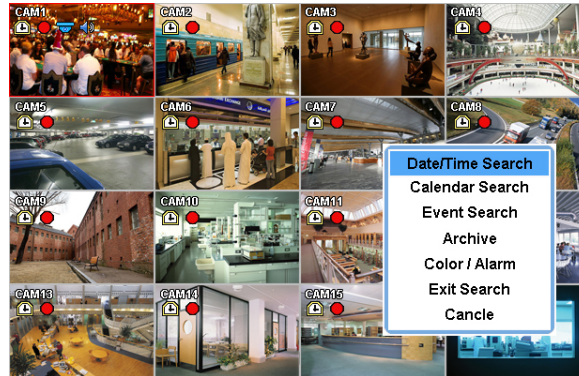 CAM1
CAM2
CAM3
CAM4
CAM5
CAM6
CAM7
CAM8
CAM9
CAM10
CAM11
CAM13
CAM14
CAM15
Date/Time Search
Calendar Search
Event Search
Archive
Color / Alarm
Exit Search
Cancle